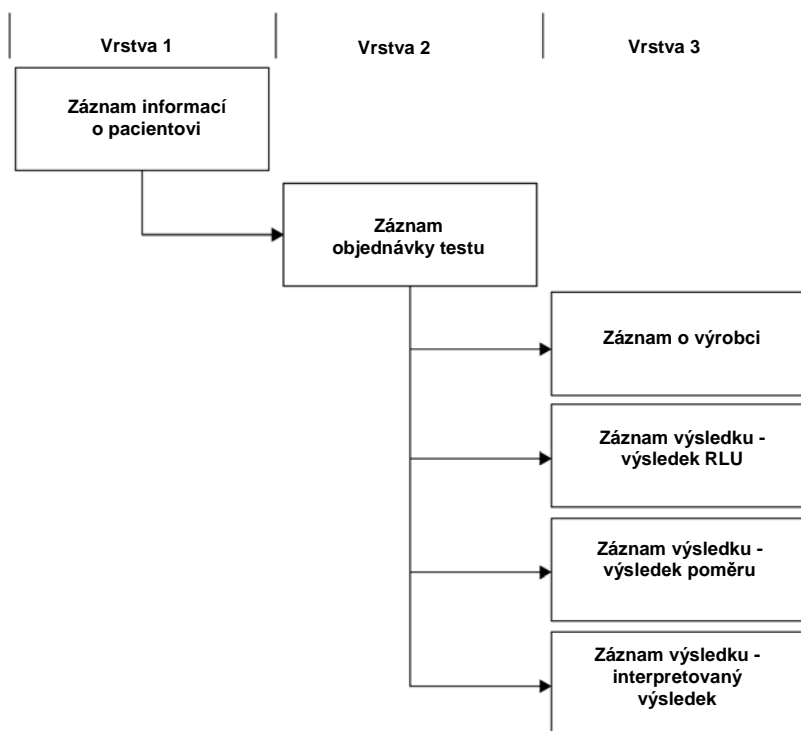 Vrstva 1
Vrstva 2
Vrstva 3
Záznam informací
o pacientovi
Záznam
objednávky testu
Záznam o výrobci
Záznam výsledku -
výsledek RLU
Záznam výsledku -
výsledek poměru
Záznam výsledku -
interpretovaný
výsledek